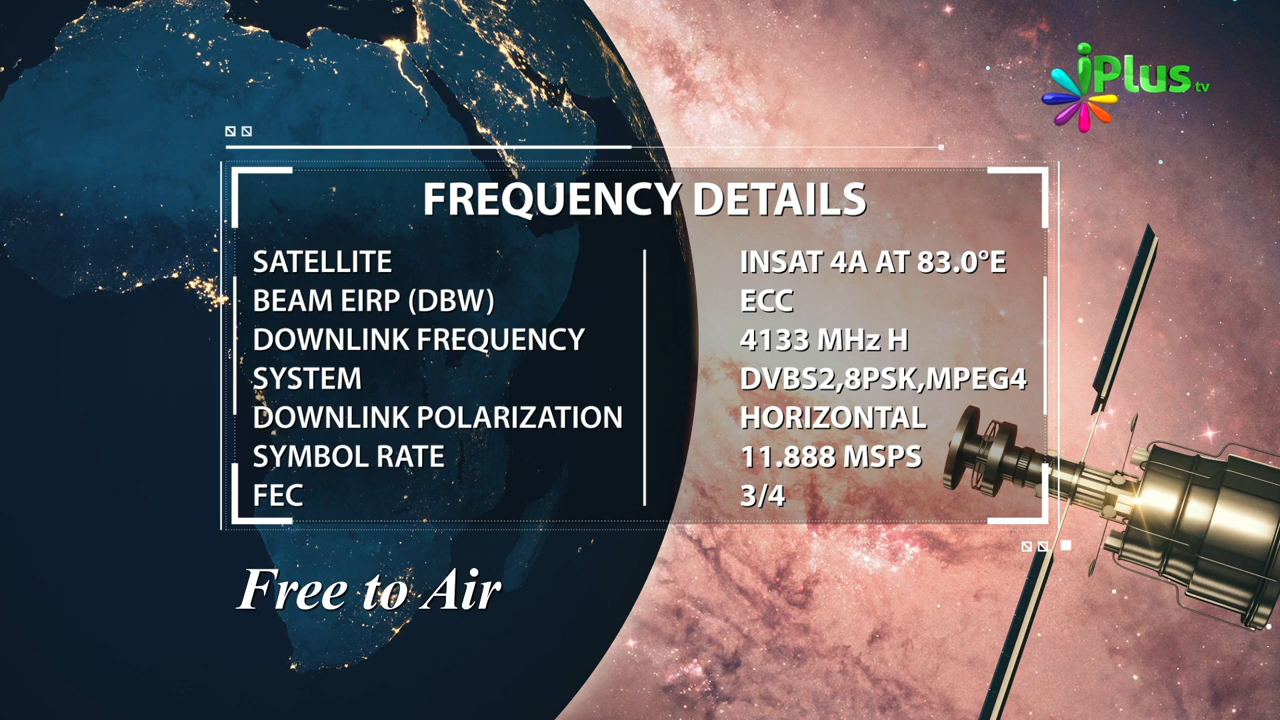 iPlus tv
FREQUENCY DETAILS
SATELLITE INSAT 4A AT 83.0°E
BEAM EIRP (DBW) ECC
DOWNLINK FREQUENCY 4133 MHz H
SYSTEM DVBS2,8PSK,MPEG4
DOWNLINK POLARIZATION HORIZONTAL
SYMBOL RATE 11.888 MSPS
FEC 3/4
Free to Air